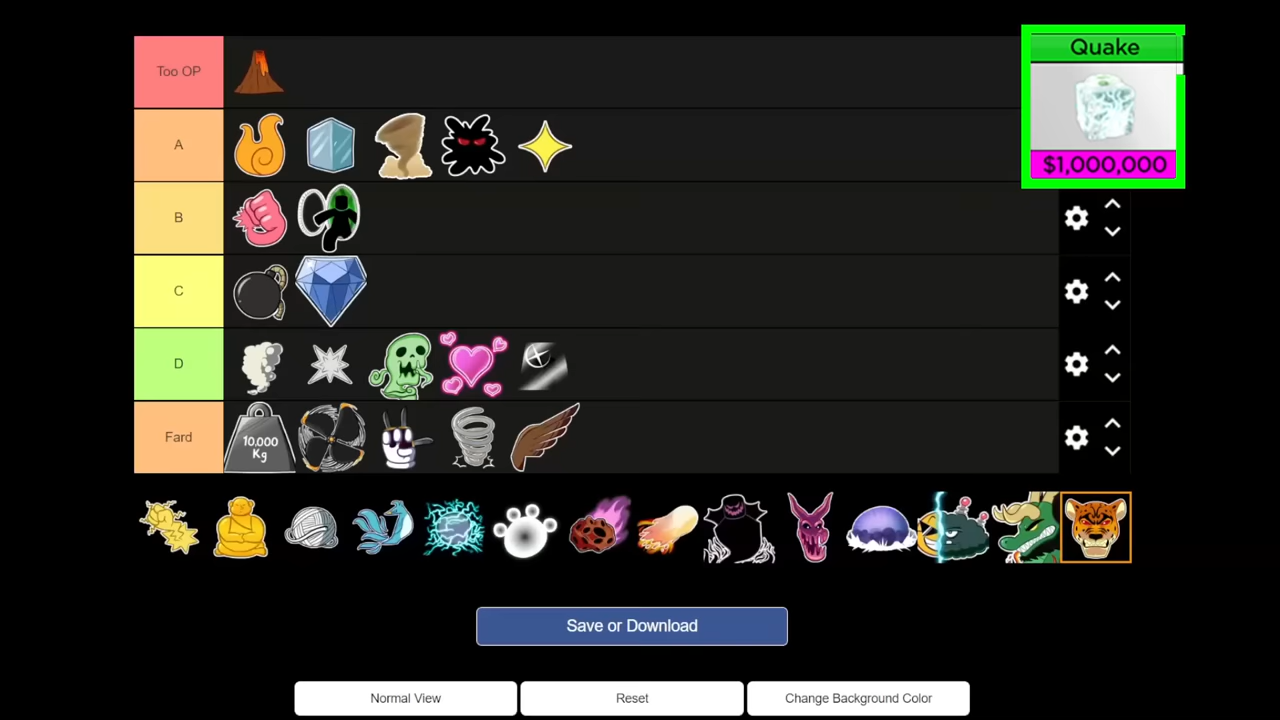 Too OP
Quake
$1,000,000
A
B
C
D
Fard
10.000
Kg
Save or Download
Normal View
Reset
Change Background Color